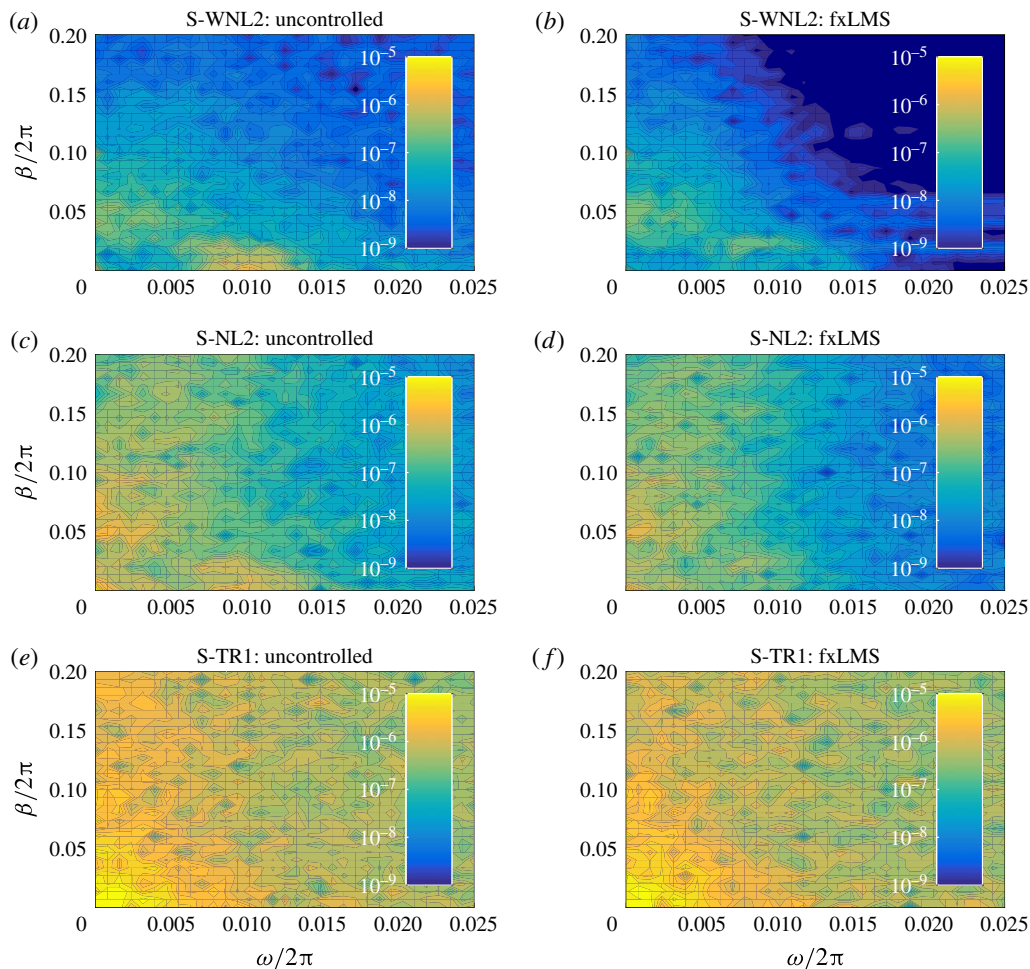 (a) S-WNL2: uncontrolled (b) S-WNL2: fxLMS
0.20 0.20
10–5 10–5
0.15 10–6 0.15 10–6
β/2π 0.10 10–7 0.10 10–7
10–8 10–8
0.05 0.05
10–9 10–9
0 0.005 0.010 0.015 0.020 0.025 0 0.005 0.010 0.015 0.020 0.025
(c) S-NL2: uncontrolled (d) S-NL2: fxLMS
0.20 0.20
10–5 10–5
0.15 10–6 0.15 10–6
β/2π 0.10 10–7 0.10 10–7
10–8 10–8
0.05 0.05
10–9 10–9
0 0.005 0.010 0.015 0.020 0.025 0 0.005 0.010 0.015 0.020 0.025
(e) S-TR1: uncontrolled (f) S-TR1: fxLMS
0.20 0.20
10–5 10–5
0.15 10–6 0.15 10–6
β/2π 0.10 10–7 0.10 10–7
10–8 10–8
0.05 0.05
10–9 10–9
0 0.005 0.010 0.015 0.020 0.025 0 0.005 0.010 0.015 0.020 0.025
ω/2π ω/2π